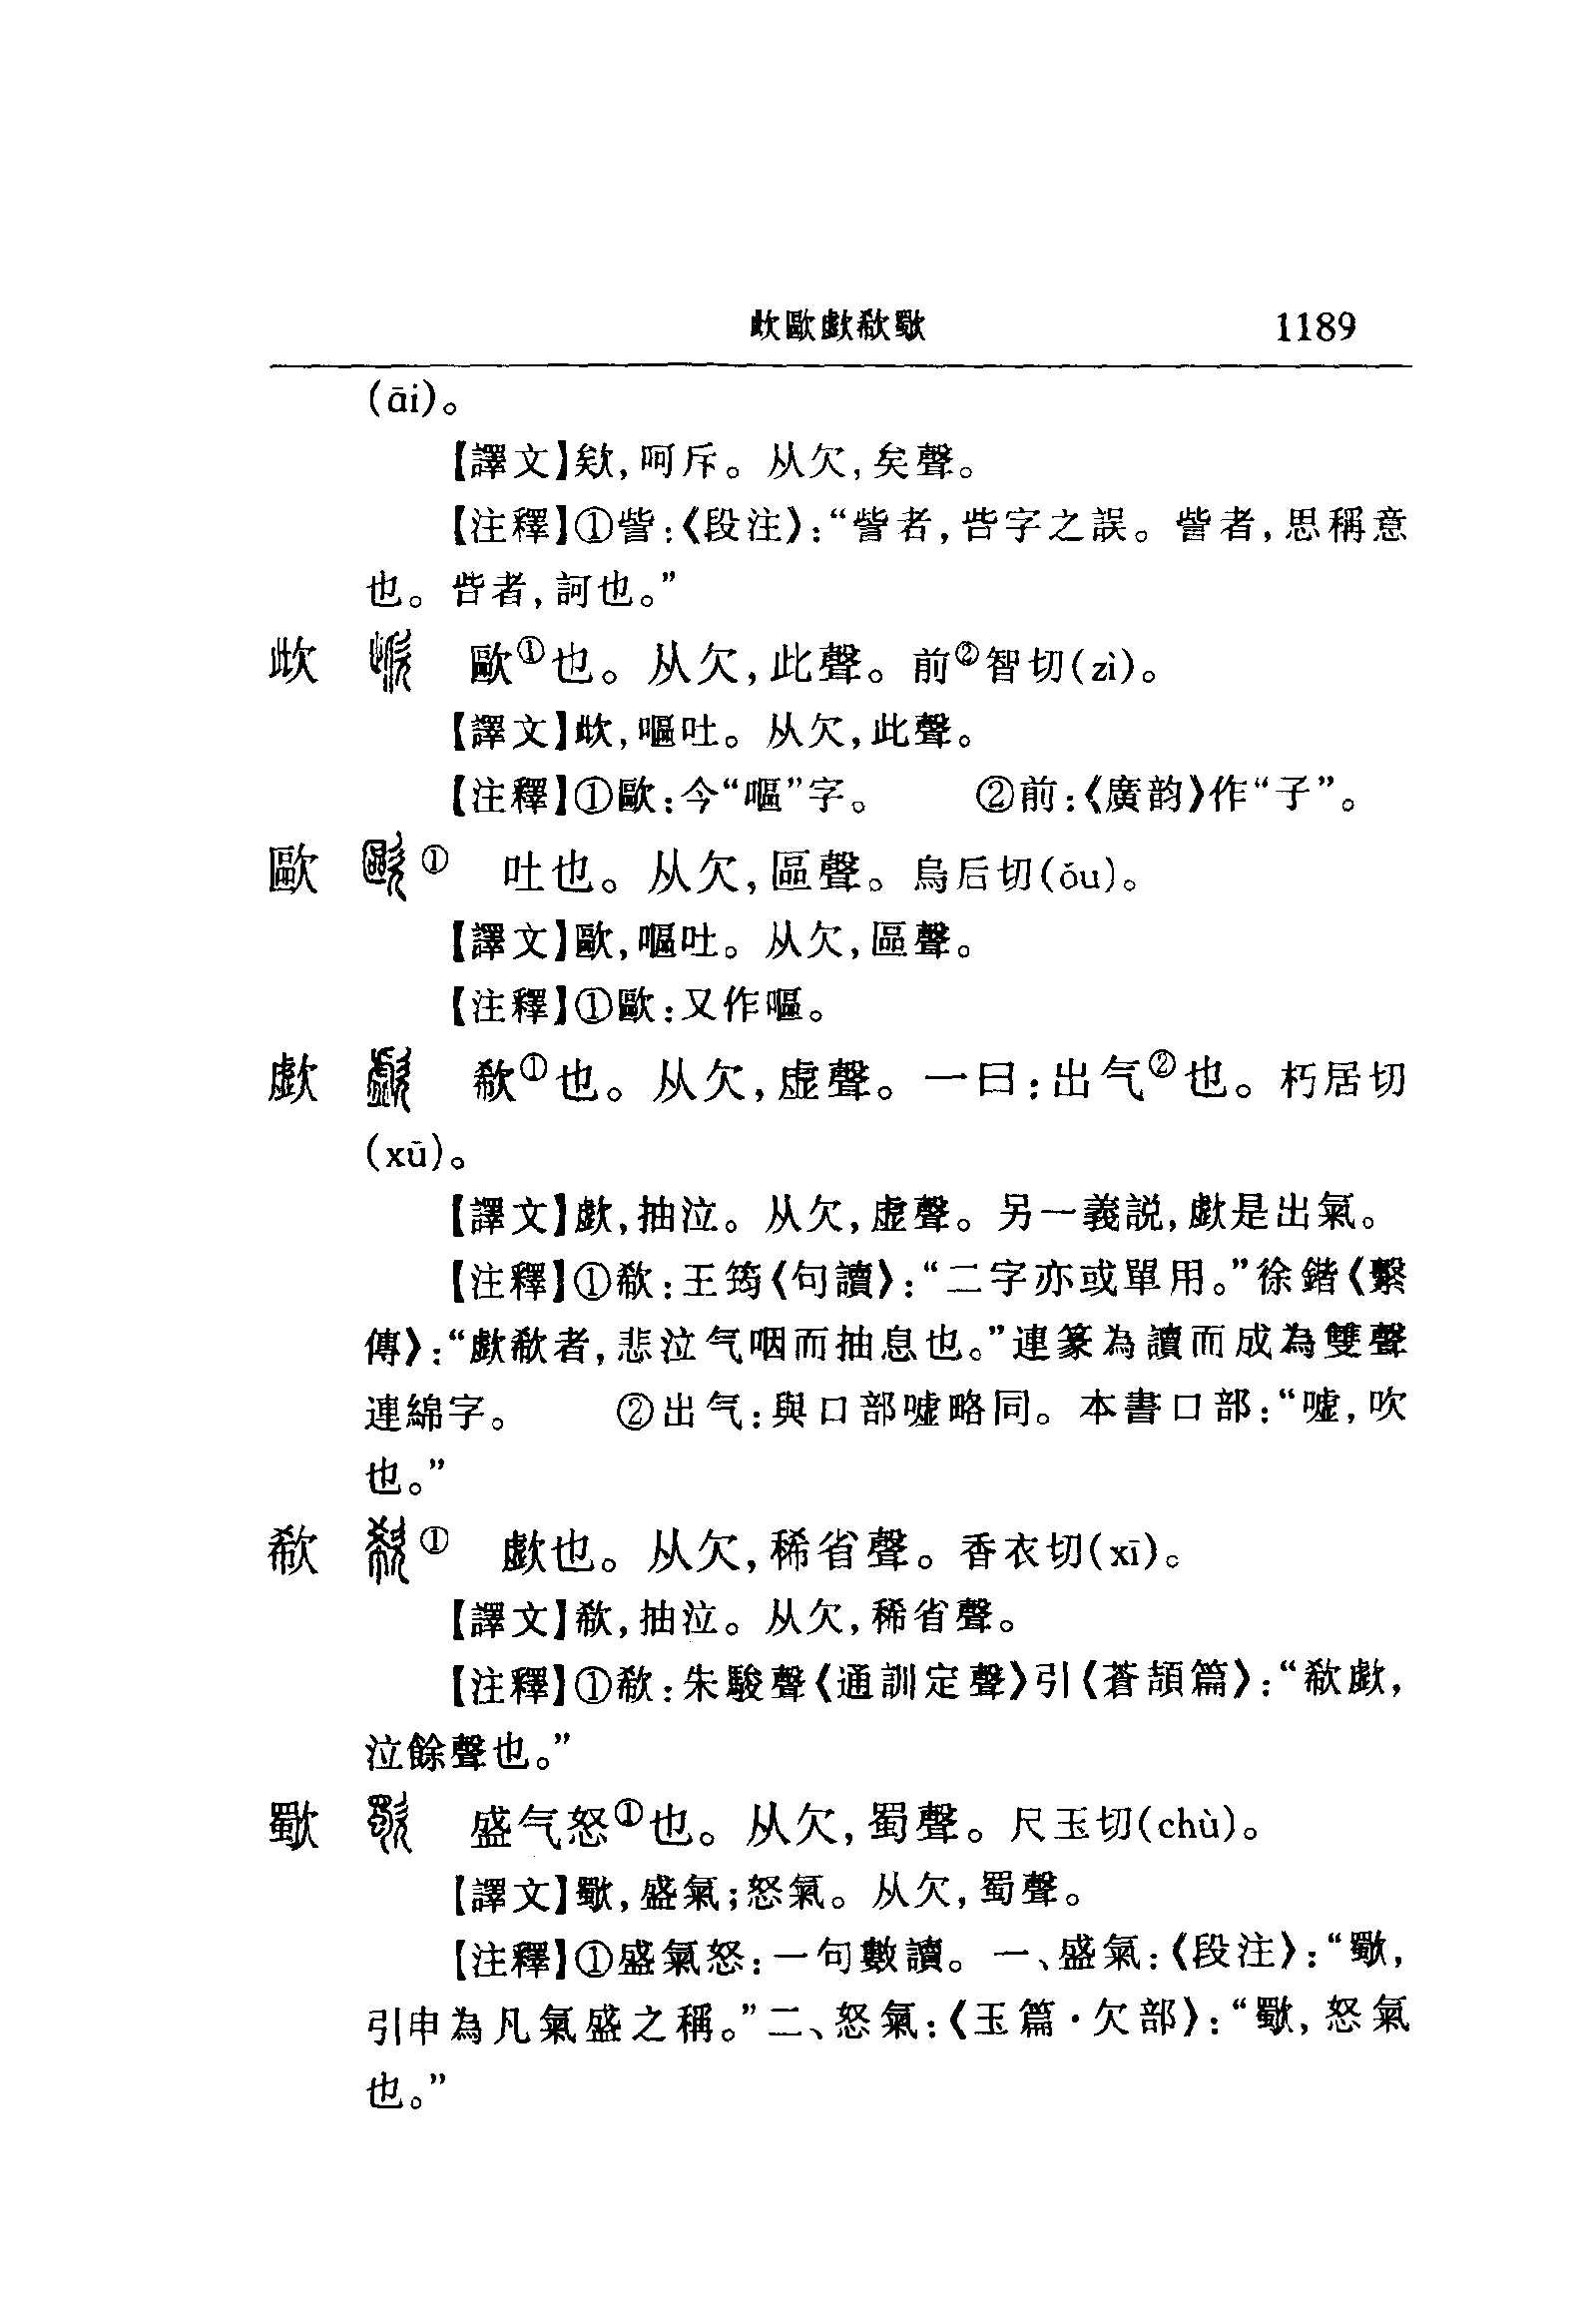 㰣歐歔欷歜 1189
(āi)。
【譯文】欸,呵斥。从欠,矣聲。
【注釋】①訾:《段注》:“訾者,呰字之誤。訾者,思稱意
也。呰者,訶也。”
㰣 歐①也。从欠,此聲。前②智切(zì)。
【譯文】㰣,嘔吐。从欠,此聲。
【注釋】①歐:今“嘔”字。 ②前:《廣韵》作“子”。
歐 ① 吐也。从欠,區聲。烏后切(ǒu)。
【譯文】歐,嘔吐。从欠,區聲。
【注釋】①歐:又作嘔。
歔 欷①也。从欠,虛聲。一曰:出气②也。朽居切
(xū)。
【譯文】歔,抽泣。从欠,虛聲。另一義説,歔是出氣。
【注釋】①欷:王筠《句讀》:“二字亦或單用。”徐鍇《繫
傳》:“歔欷者,悲泣气咽而抽息也。”連篆為讀而成為雙聲
連綿字。 ②出气:與口部噓略同。本書口部:“噓,吹
也。”
欷 ① 歔也。从欠,稀省聲。香衣切(xī)。
【譯文】欷,抽泣。从欠,稀省聲。
【注釋】①欷:朱駿聲《通訓定聲》引《蒼頡篇》:“欷歔,
泣餘聲也。”
歜 盛气怒①也。从欠,蜀聲。尺玉切(chù)。
【譯文】歜,盛氣;怒氣。从欠,蜀聲。
【注釋】①盛氣怒:一句數讀。一、盛氣:《段注》:“歜,
引申為凡氣盛之稱。”二、怒氣:《玉篇·欠部》:“歜,怒氣
也。”